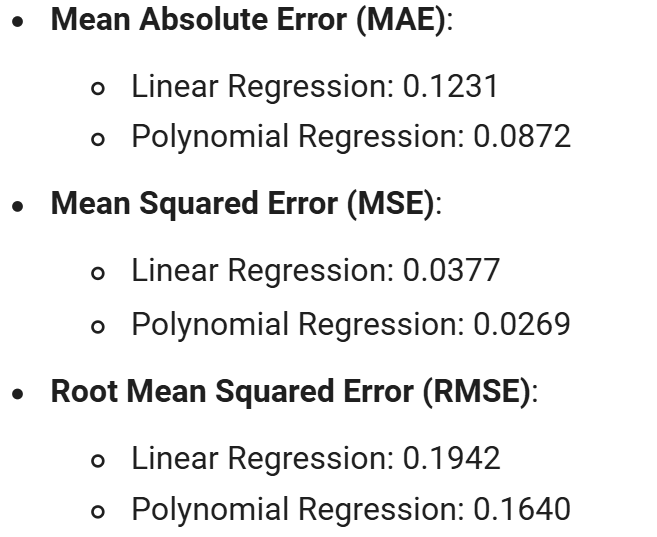 • Mean Absolute Error (MAE):
○ Linear Regression: 0.1231
○ Polynomial Regression: 0.0872
• Mean Squared Error (MSE):
○ Linear Regression: 0.0377
○ Polynomial Regression: 0.0269
• Root Mean Squared Error (RMSE):
○ Linear Regression: 0.1942
○ Polynomial Regression: 0.1640